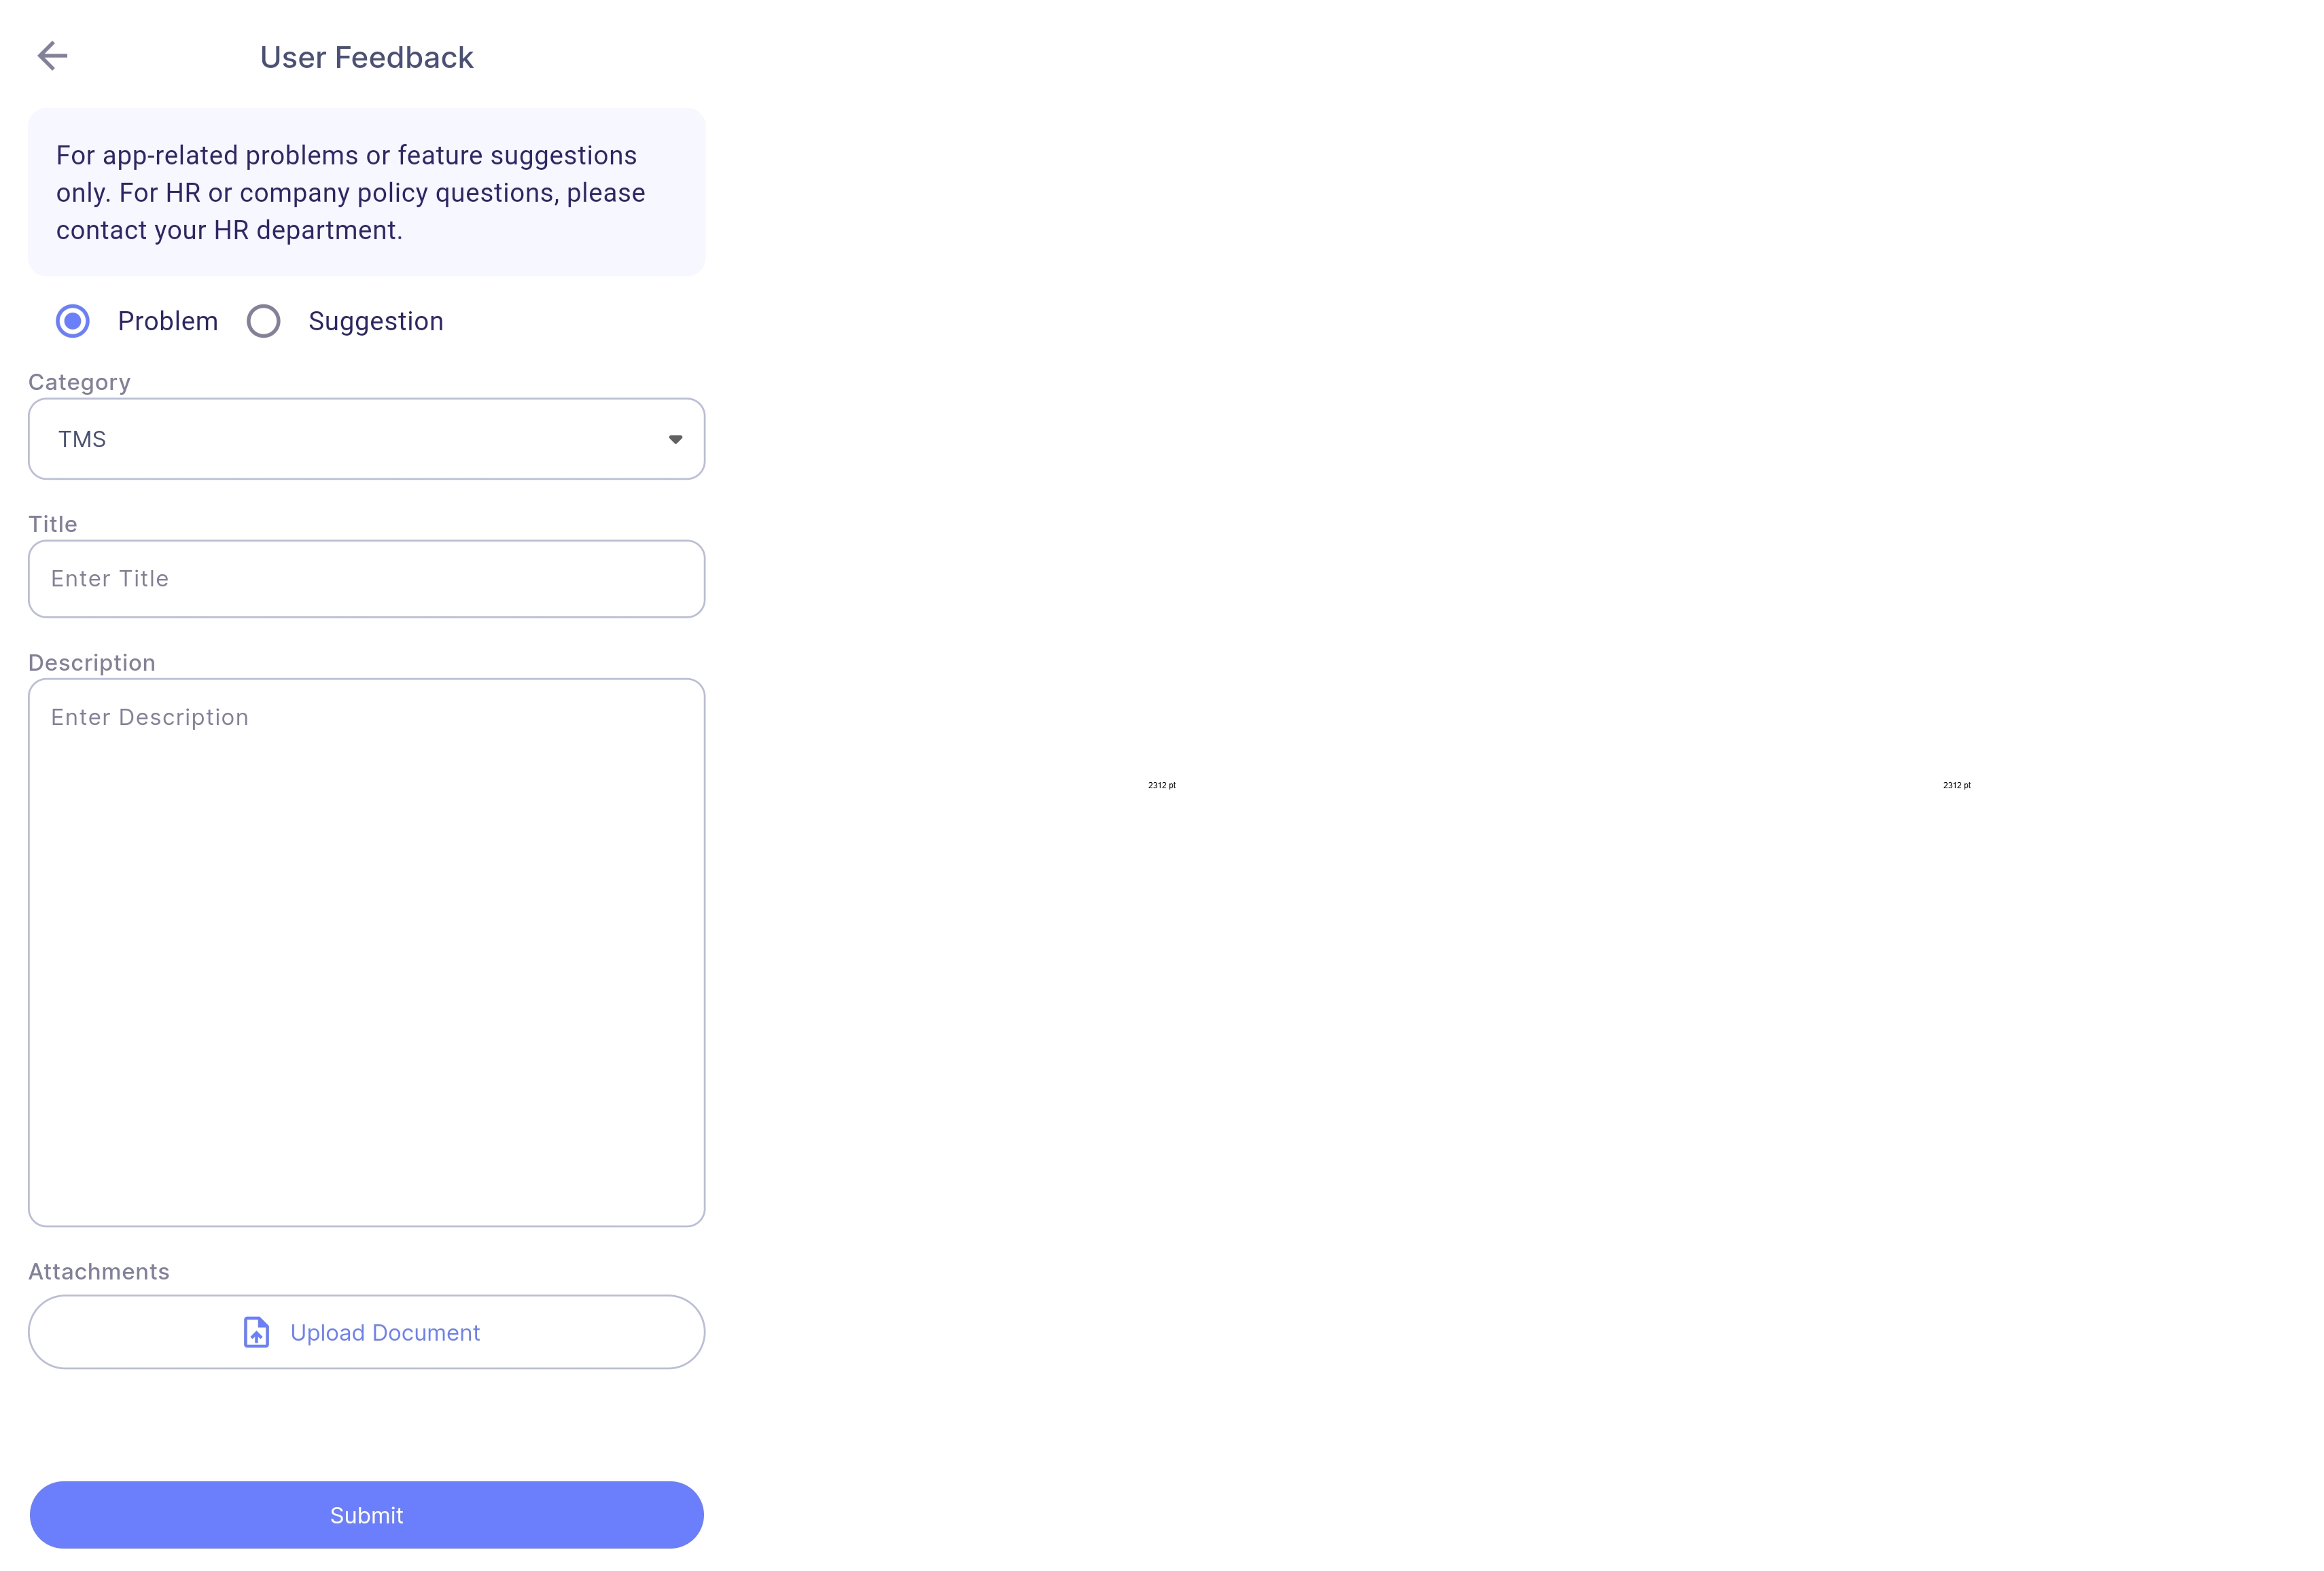 User Feedback
For app-related problems or feature suggestions
only. For HR or company policy questions, please
contact your HR department.
Problem
Suggestion
Category
TMS
Title
Enter Title
Description
Enter Description
2312 pt
2312 pt
Attachments
Upload Document
Submit